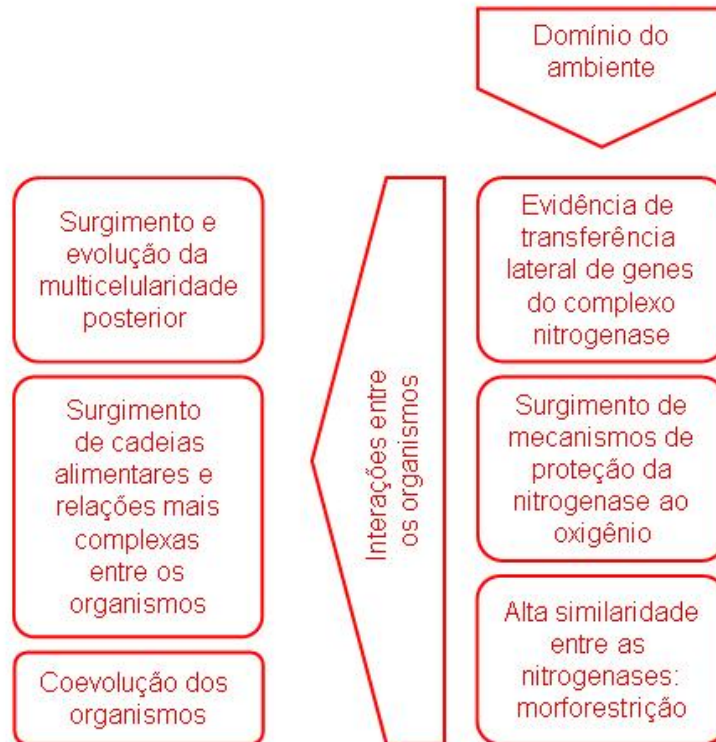 Domínio do
ambiente
Evidência de
transferência
lateral de genes
do complexo
nitrogenase
Surgimento de
mecanismos de
proteção da
nitrogenase ao
oxigênio
Alta similaridade
entre as
nitrogenases:
morforestrição
Interações entre
os organismos
Surgimento e
evolução da
multicelularidade
posterior
Surgimento
de cadeias
alimentares e
relações mais
complexas
entre os
organismos
Coevolução dos
organismos